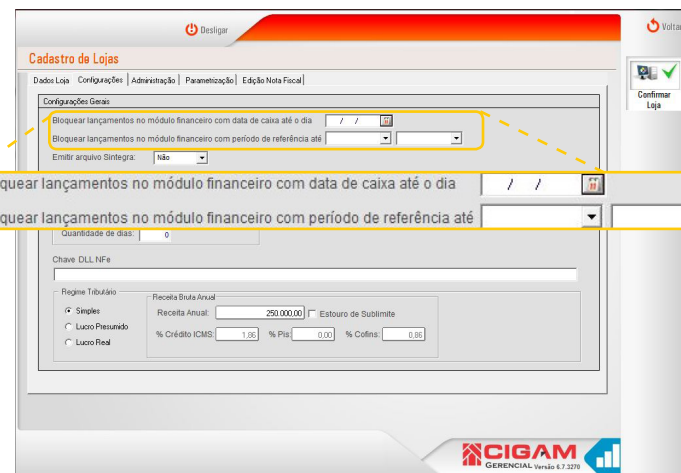 Desligar
Voltar
Cadastro de Lojas
Dados Loja Configurações Administração Parametrização Edição Nota Fiscal
Confirmar Loja
Configurações Gerais
Bloquear lançamentos no módulo financeiro com data de caixa até o dia / /
Bloquear lançamentos no módulo financeiro com período de referência até
Emitir arquivo Sintegra: Não
quear lançamentos no módulo financeiro com data de caixa até o dia / /
quear lançamentos no módulo financeiro com período de referência até
Quantidade de dias: 0
Chave DLL NFe
Regime Tributário
Receita Bruta Anual
Simples
Receita Anual: 250.000,00 Estouro de Sublimite
Lucro Presumido
% Crédito ICMS: 1,86 % Pis: 0,00 % Cofins: 0,86
Lucro Real
CIGAM
GERENCIAL Versão 6.7.3270